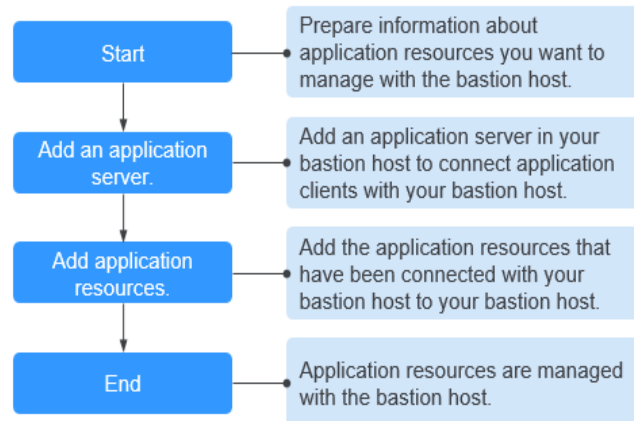 Start
Prepare information about
application resources you want to
manage with the bastion host.
Add an application
server.
Add an application server in your
bastion host to connect application
clients with your bastion host.
Add application
resources.
Add the application resources that
have been connected with your
bastion host to your bastion host.
End
Application resources are managed
with the bastion host.